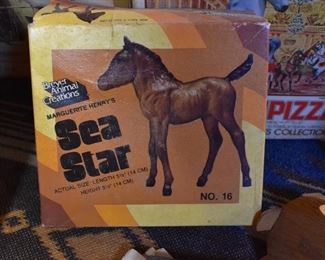 Breyer Animal
Creations
MARGUERITE HENRY'S
Sea
Star
ACTUAL SIZE: LENGTH 5½" (14 CM)
HEIGHT 5½" (14 CM)
NO. 16
PIZZ
S COLLECTION